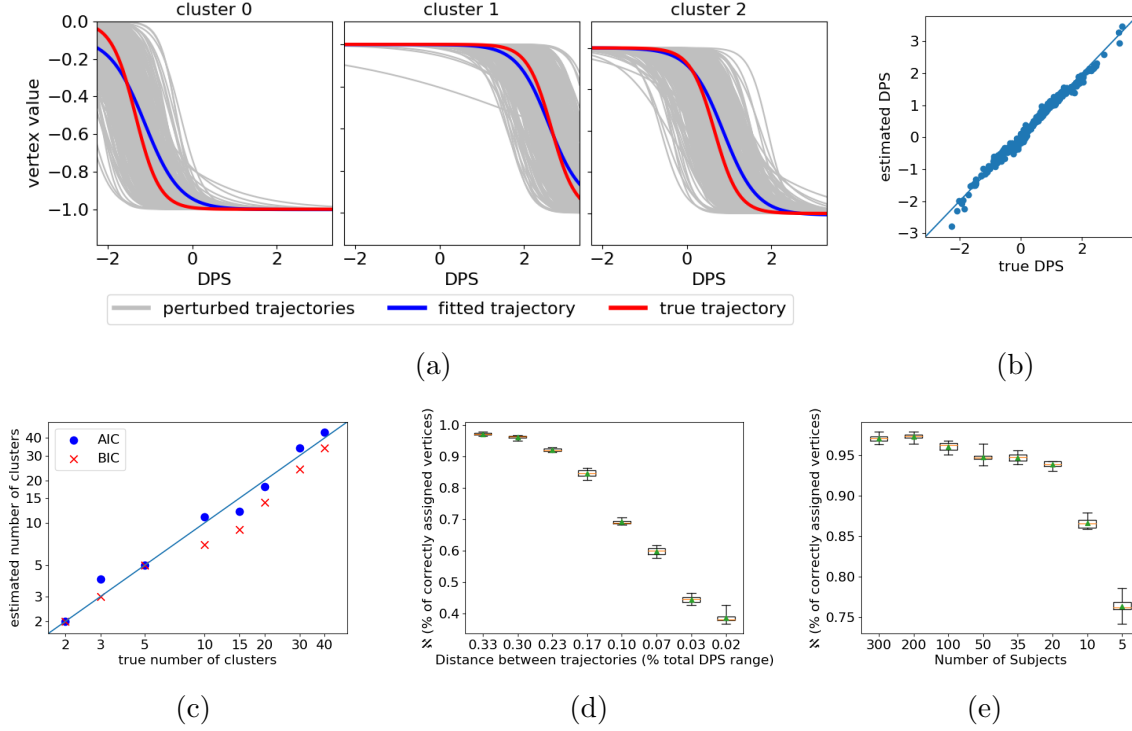 cluster 0 cluster 1 cluster 2
0.0
−0.2
−0.4
−0.6
−0.8
−1.0
vertex value
−2 0 2 −2 0 2 −2 0 2
DPS DPS DPS
perturbed trajectories fitted trajectory true trajectory
(a)
3
2
1
0
−1
−2
−3
estimated DPS
−2 0 2
true DPS
(b)
AIC
BIC
40
30
20
15
10
5
3
2
estimated number of clusters
2 3 5 10 15 20 30 40
true number of clusters
(c)
1.0
0.9
0.8
0.7
0.6
0.5
0.4
ℵ (% of correctly assigned vertices)
0.33 0.30 0.23 0.17 0.10 0.07 0.03 0.02
Distance between trajectories (% total DPS range)
(d)
0.95
0.90
0.85
0.80
0.75
ℵ (% of correctly assigned vertices)
300 200 100 50 35 20 10 5
Number of Subjects
(e)